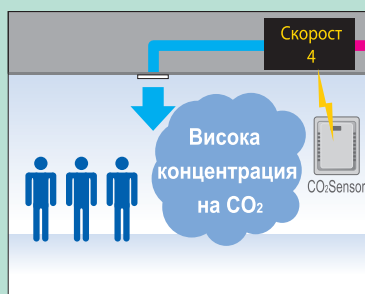 Скорост
4
Висока
концентрация
на CO₂
CO₂Sensor